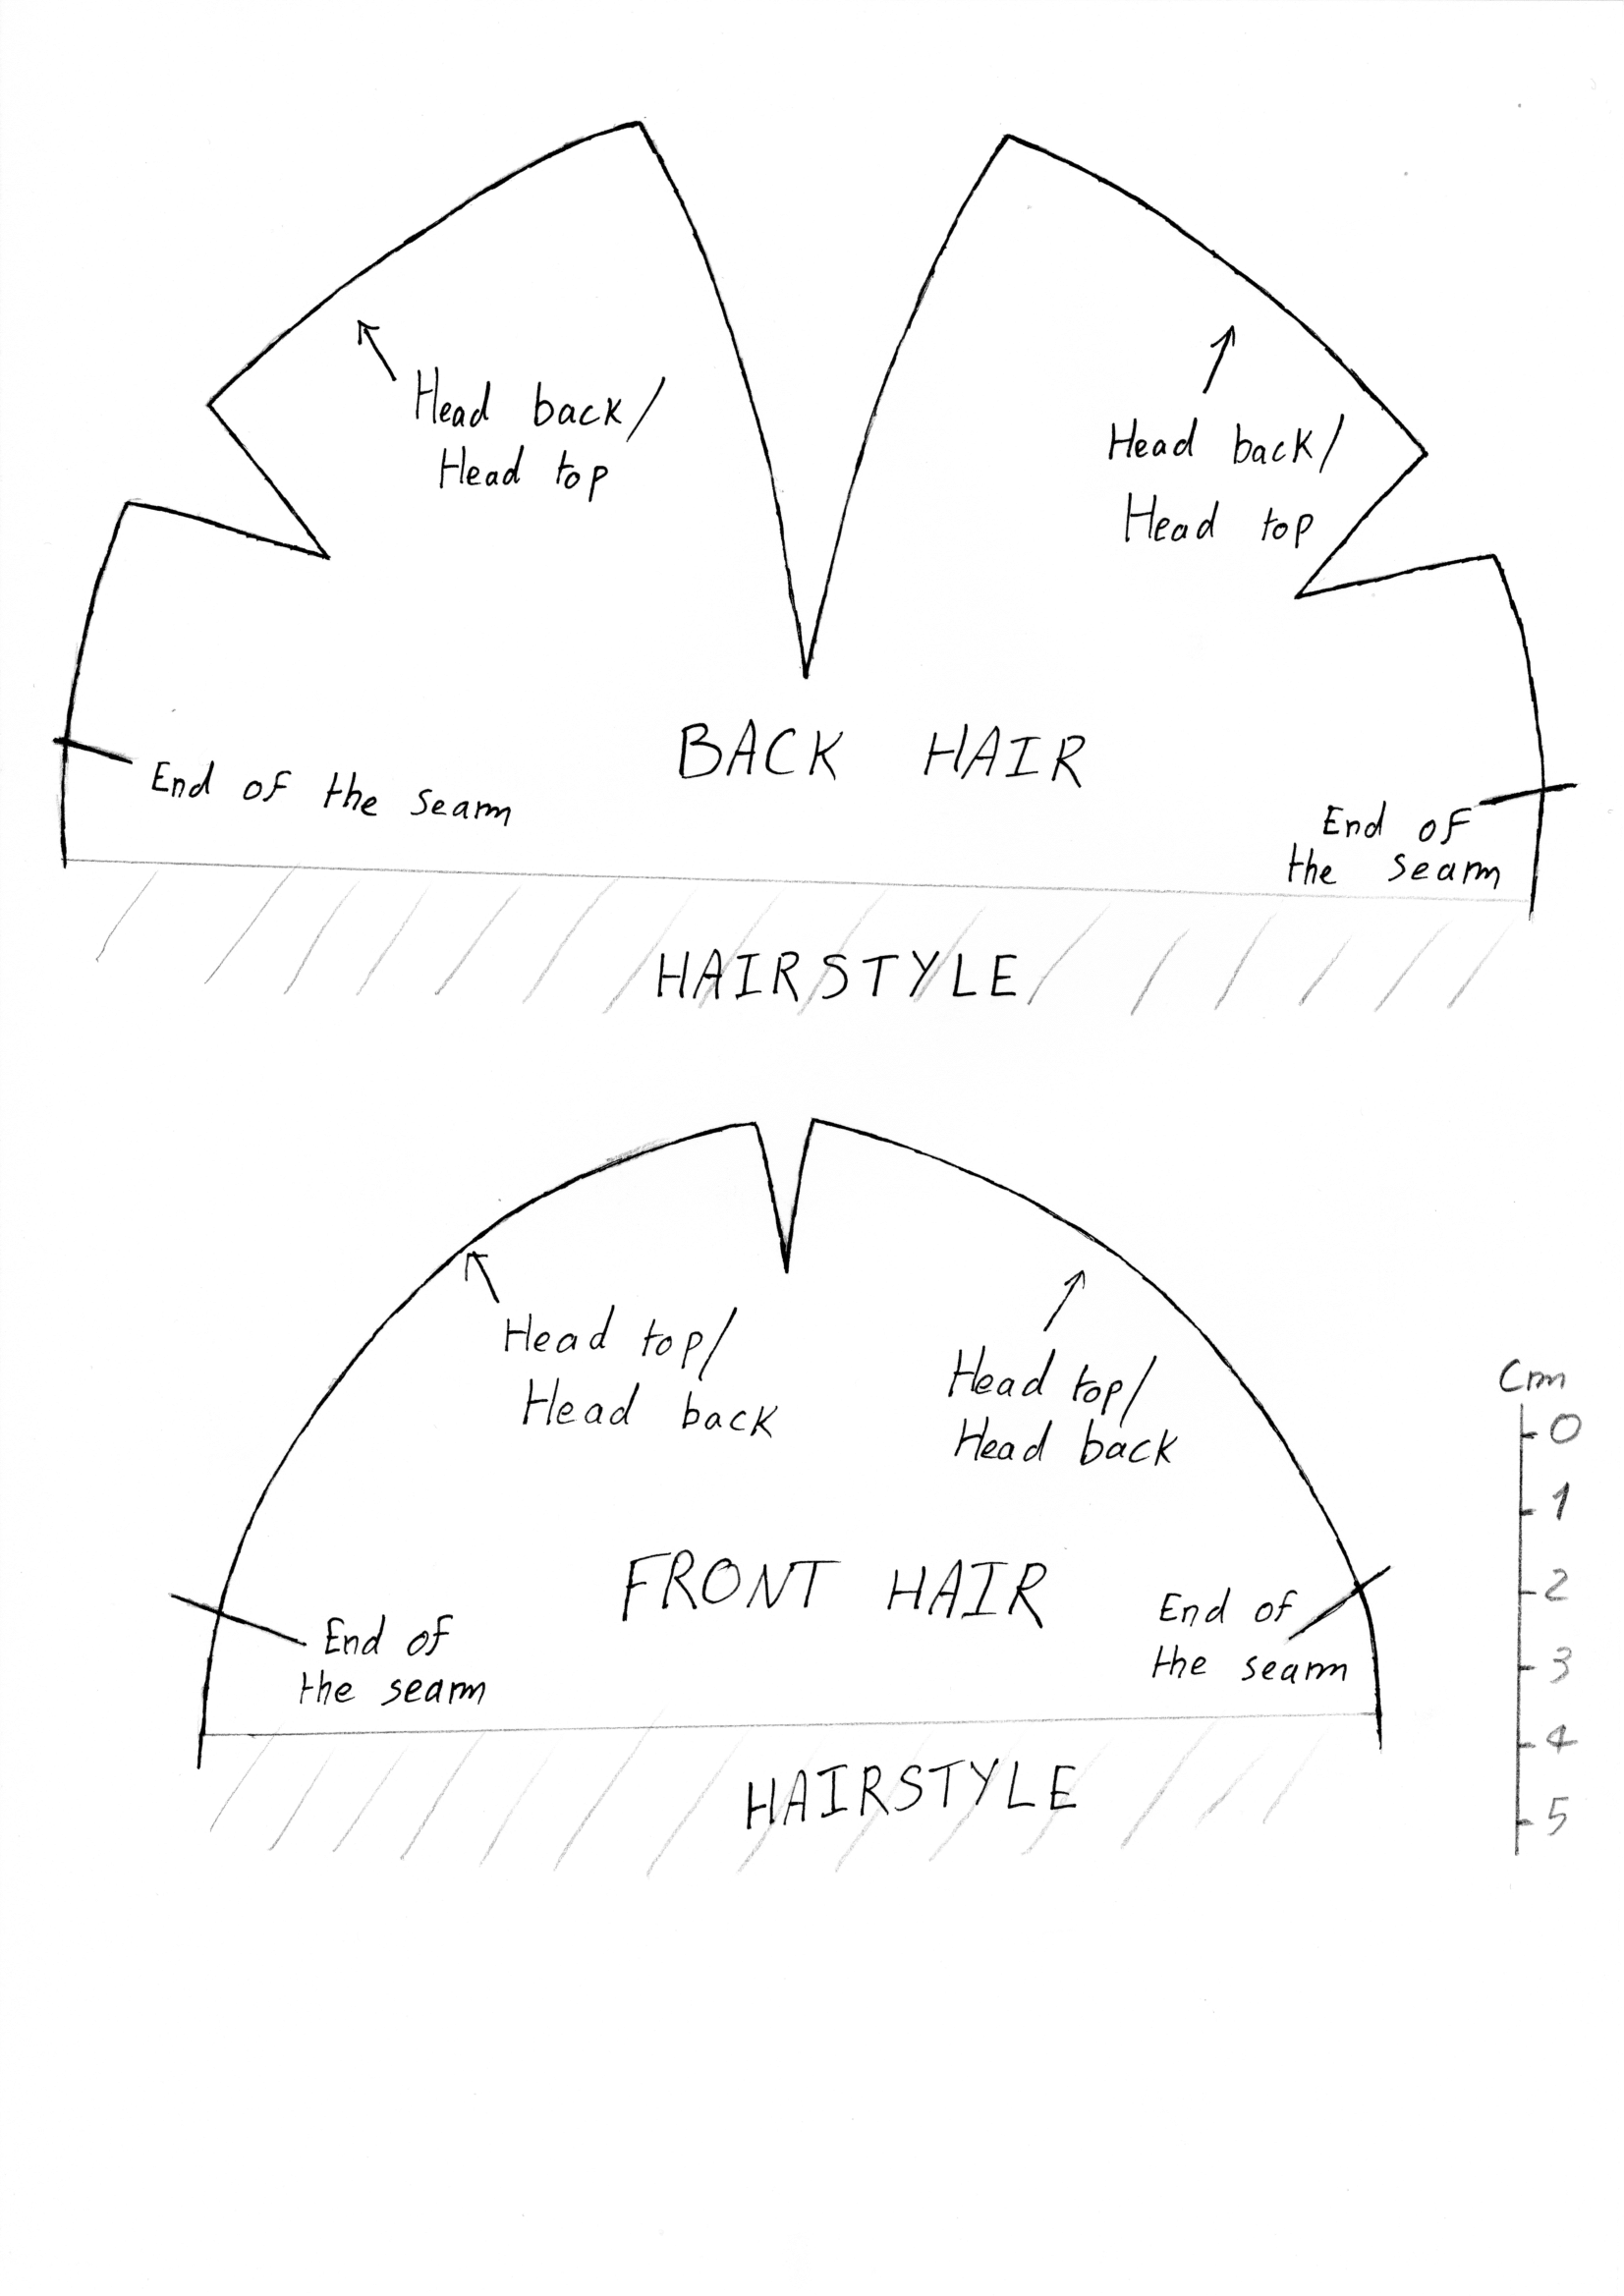 Head back/
Head top
Head back/
Head top
BACK HAIR
End of the seam
End of
the seam
HAIRSTYLE
Head top/
Head back
Head top/
Head back
FRONT HAIR
End of
the seam
End of
the seam
HAIRSTYLE
Cm
0
1
2
3
4
5